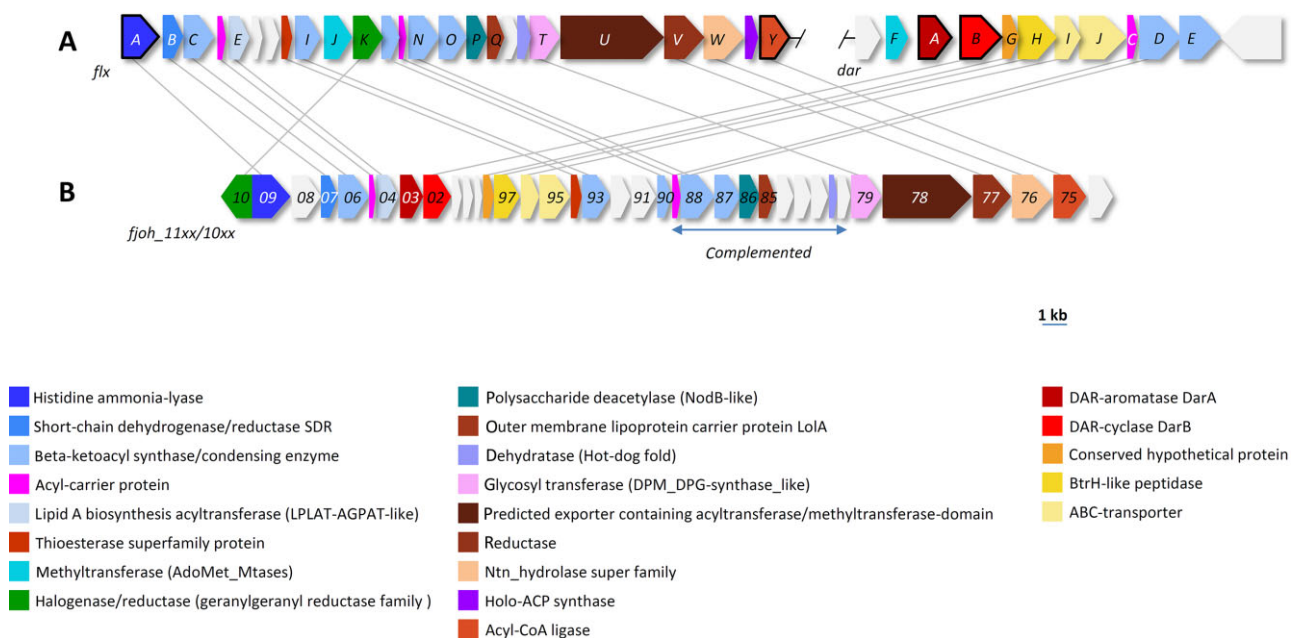 A
A B C E I J K N O P Q T U V W Y F A B G H I J C D E
flx
dar
B
10 09 08 07 06 04 03 02 97 95 93 91 90 88 87 86 85 79 78 77 76 75
fjoh_11xx/10xx
Complemented
1 kb
Histidine ammonia-lyase
Short-chain dehydrogenase/reductase SDR
Beta-ketoacyl synthase/condensing enzyme
Acyl-carrier protein
Lipid A biosynthesis acyltransferase (LPLAT-AGPAT-like)
Thioesterase superfamily protein
Methyltransferase (AdoMet_Mtases)
Halogenase/reductase (geranylgeranyl reductase family )
Polysaccharide deacetylase (NodB-like)
Outer membrane lipoprotein carrier protein LolA
Dehydratase (Hot-dog fold)
Glycosyl transferase (DPM_DPG-synthase_like)
Predicted exporter containing acyltransferase/methyltransferase-domain
Reductase
Ntn_hydrolase super family
Holo-ACP synthase
Acyl-CoA ligase
DAR-aromatase DarA
DAR-cyclase DarB
Conserved hypothetical protein
BtrH-like peptidase
ABC-transporter